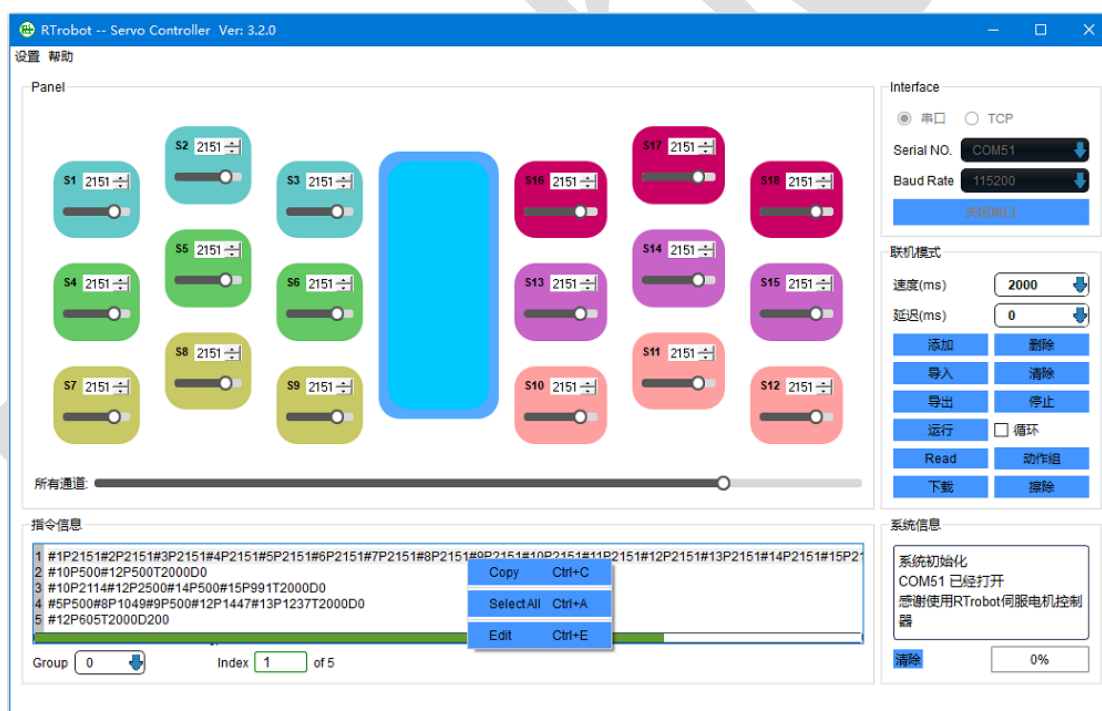 RTrobot -- Servo Controller Ver: 3.2.0
设置 帮助
Panel
S1 2151
S2 2151
S3 2151
S4 2151
S5 2151
S6 2151
S7 2151
S8 2151
S9 2151
S16 2151
S17 2151
S18 2151
S13 2151
S14 2151
S15 2151
S10 2151
S11 2151
S12 2151
所有通道:
Interface
串口 TCP
Serial NO. COM51
Baud Rate 115200
关闭串口
联机模式
速度(ms) 2000
延迟(ms) 0
添加 删除
导入 清除
导出 停止
运行 循环
Read 动作组
下载 擦除
指令信息
1 #1P2151#2P2151#3P2151#4P2151#5P2151#6P2151#7P2151#8P2151#9P2151#10P2151#11P2151#12P2151#13P2151#14P2151#15P21
2 #10P500#12P500T2000D0
3 #10P2114#12P2500#14P500#15P991T2000D0
4 #5P500#8P1049#9P500#12P1447#13P1237T2000D0
5 #12P605T2000D200
Copy Ctrl+C
SelectAll Ctrl+A
Edit Ctrl+E
Group 0 Index 1 of 5
系统信息
系统初始化
COM51 已经打开
感谢使用RTrobot伺服电机控制
器
清除 0%